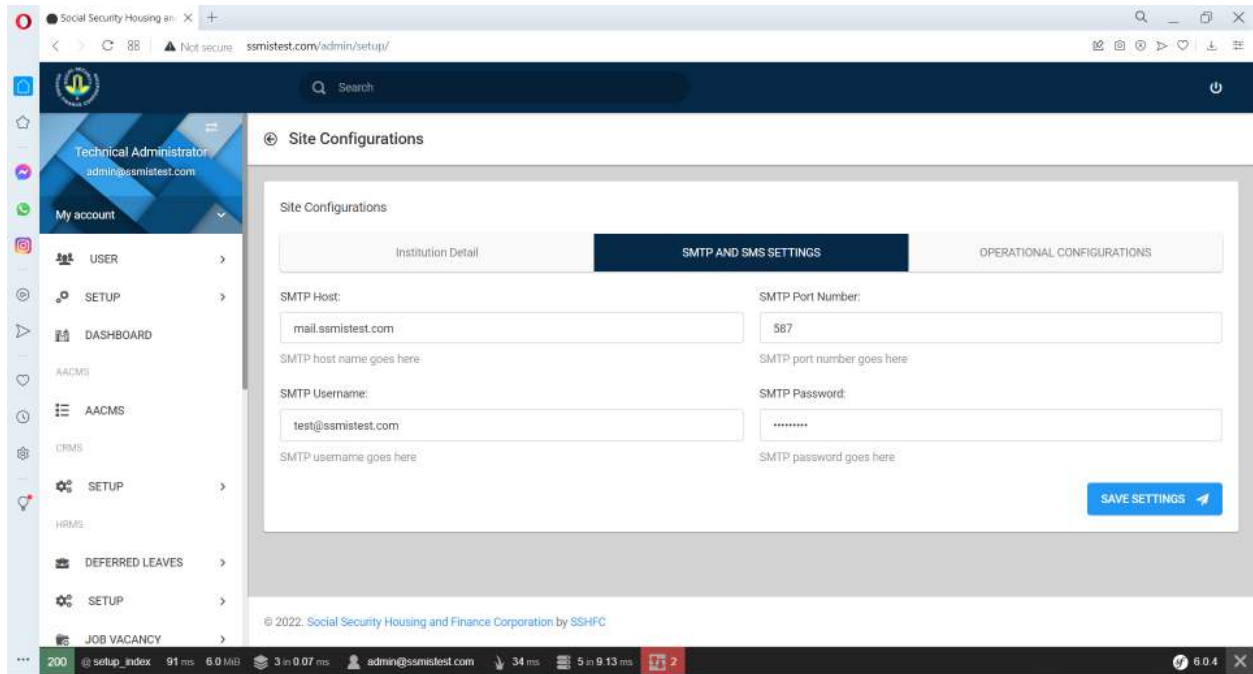 Social Security Housing an
Not secure ssmistest.com/admin/setup/
Search
Technical Administrator
admin@ssmistest.com
My account
USER
SETUP
DASHBOARD
AACMS
AACMS
CRMS
SETUP
HRMS
DEFERRED LEAVES
SETUP
JOB VACANCY
Site Configurations
Site Configurations
Institution Detail SMTP AND SMS SETTINGS OPERATIONAL CONFIGURATIONS
SMTP Host: SMTP Port Number:
mail.ssmistest.com 587
SMTP host name goes here SMTP port number goes here
SMTP Username: SMTP Password:
test@ssmistest.com •••••••••
SMTP username goes here SMTP password goes here
SAVE SETTINGS
© 2022. Social Security Housing and Finance Corporation by SSHFC
200 @ setup_index 91 ms 6.0 MiB 3 in 0.07 ms admin@ssmistest.com 34 ms 5 in 9.13 ms 2 sf 6.0.4